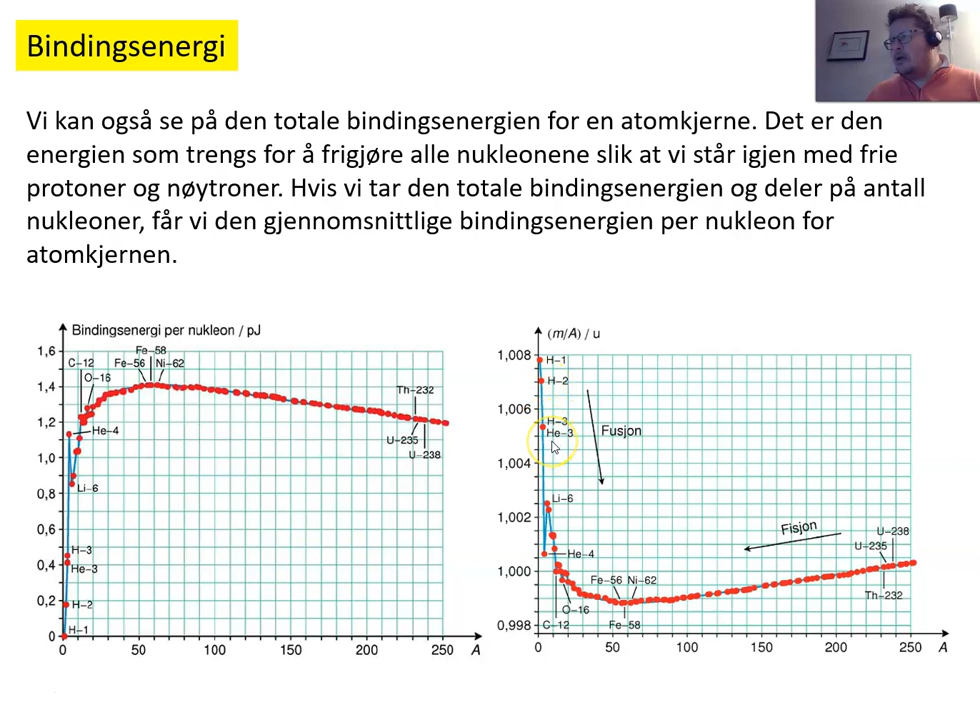 Bindingsenergi
Vi kan også se på den totale bindingsenergien for en atomkjerne. Det er den
energien som trengs for å frigjøre alle nukleonene slik at vi står igjen med frie
protoner og nøytroner. Hvis vi tar den totale bindingsenergien og deler på antall
nukleoner, får vi den gjennomsnittlige bindingsenergien per nukleon for
atomkjernen.
Bindingsenergi per nukleon / pJ
1,6
1,4
1,2
1,0
0,8
0,6
0,4
0,2
0
Fe–58
C–12
Fe–56
Ni–62
O–16
He–4
Li–6
H–3
He–3
H–2
H–1
Th–232
U–235
U–238
0
50
100
150
200
250
A
(m/A) / u
1,008
1,006
1,004
1,002
1,000
0,998
H–1
H–2
H–3
He–3
Fusjon
Li–6
He–4
Fisjon
U–238
U–235
Th–232
Fe–56
Ni–62
O–16
C–12
Fe–58
0
50
100
150
200
250
A